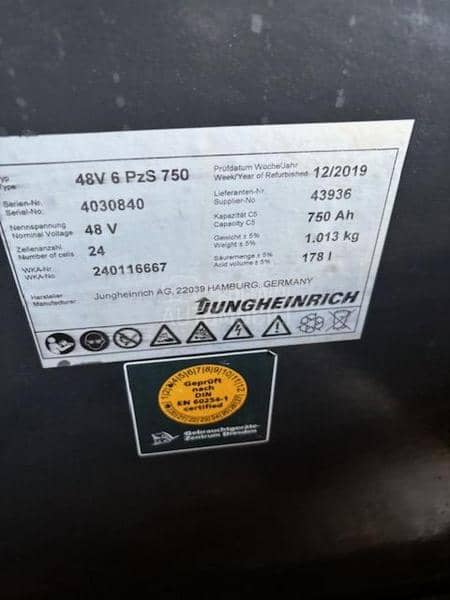 yp
Type:
48V 6 PzS 750
Prüfdatum Woche/Jahr
Week/Year of Refurbished
12/2019
Serien-Nr.
Serial-No.
4030840
Lieferanten-Nr.
Supplier-No
43936
Nennspannung
Nominal Voltage
48 V
Kapazität C5
Capacity C5
750 Ah
Zellenanzahl
Number of cells
24
Gewicht ± 5%
Weight ± 5%
1.013 kg
WKA-Nr.
WKA-No.
240116667
Säuremenge ± 5%
Acid volume ± 5%
178 l
Hersteller
Manufacturer
Jungheinrich AG, 22039 HAMBURG, GERMANY
JUNGHEINRICH
Geprüft
nach
DIN
EN 60254-1
certified
Gebrauchtgeräte-
Zentrum Dresden